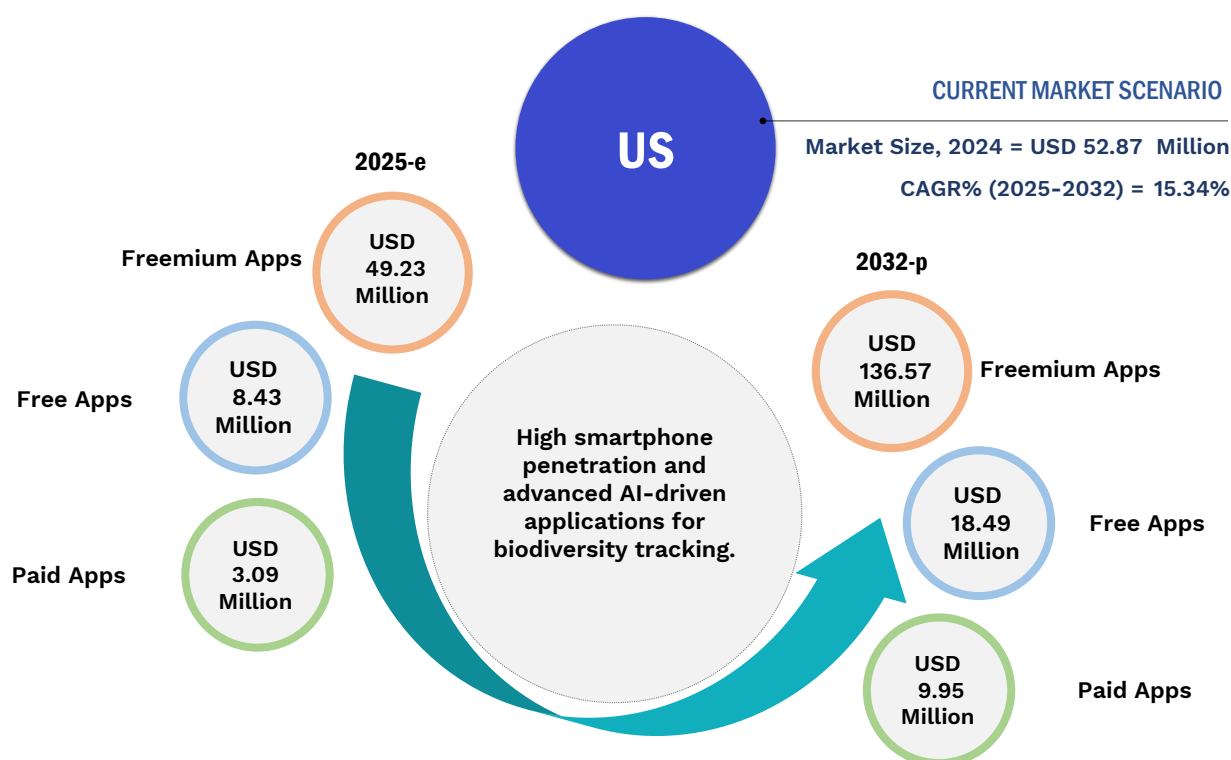 US
CURRENT MARKET SCENARIO
Market Size, 2024 = USD 52.87 Million
CAGR% (2025-2032) = 15.34%
2025-e
Freemium Apps
USD
49.23
Million
Free Apps
USD
8.43
Million
Paid Apps
USD
3.09
Million
High smartphone
penetration and
advanced AI-driven
applications for
biodiversity tracking.
2032-p
USD
136.57
Million
Freemium Apps
USD
18.49
Million
Free Apps
USD
9.95
Million
Paid Apps